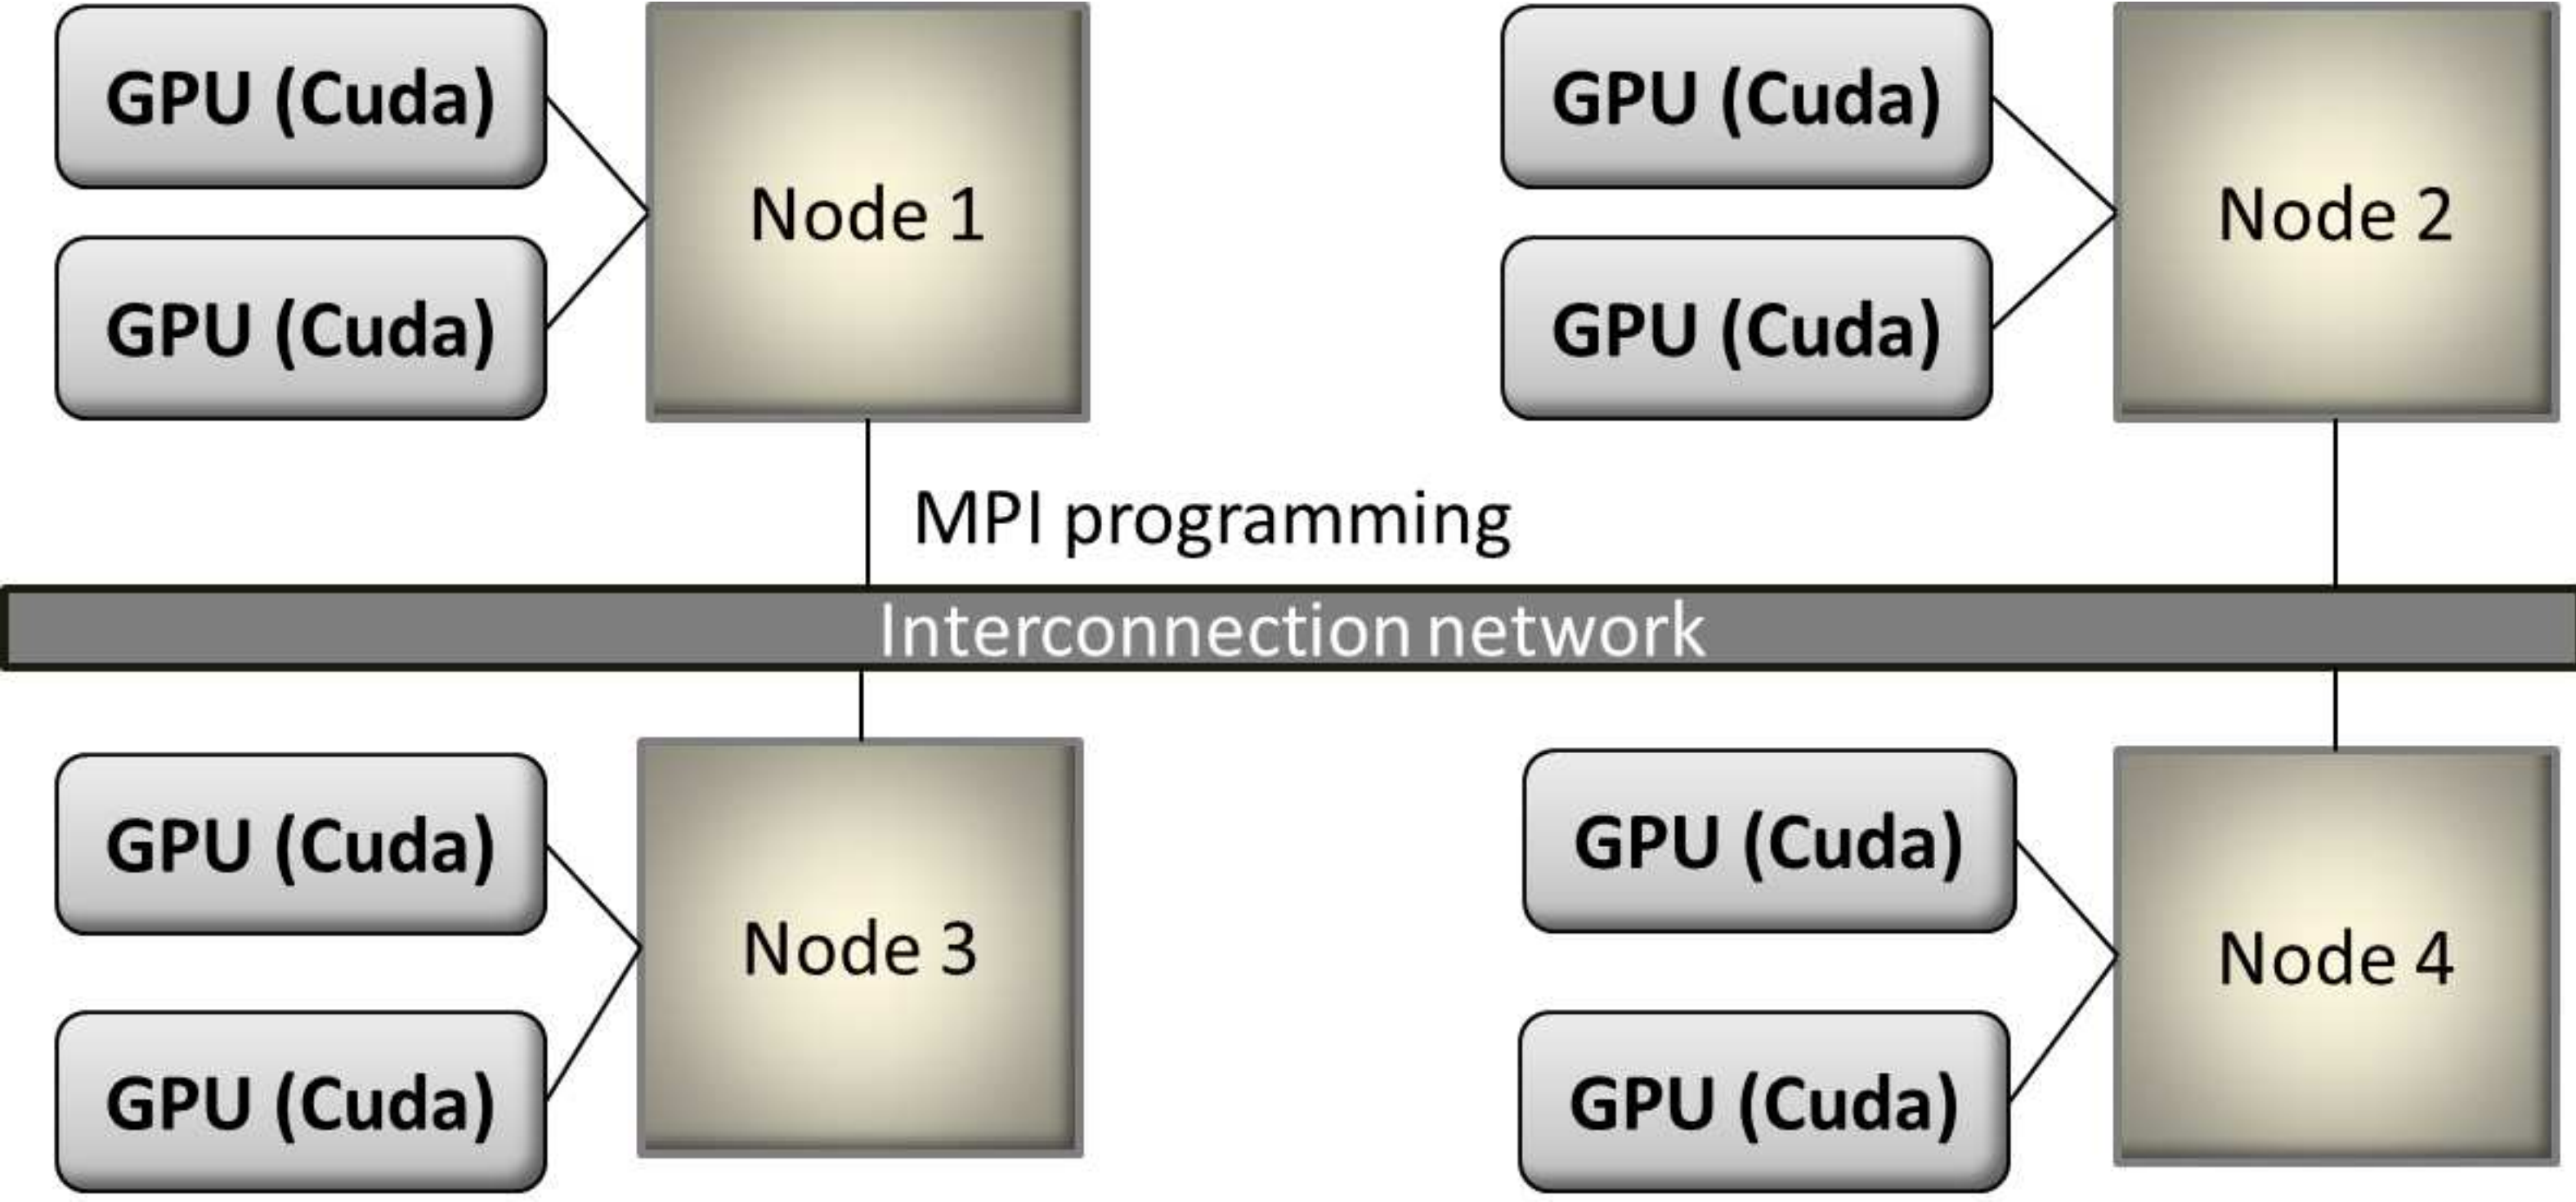 GPU (Cuda)
GPU (Cuda)
Node 1
GPU (Cuda)
GPU (Cuda)
Node 2
MPI programming
Interconnection network
GPU (Cuda)
GPU (Cuda)
Node 3
GPU (Cuda)
GPU (Cuda)
Node 4